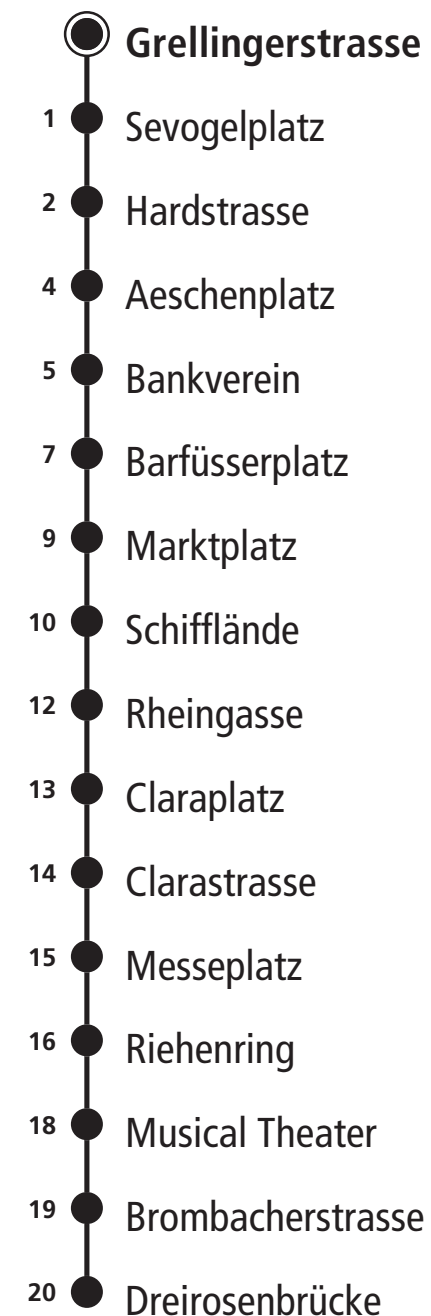 Grellingerstrasse
1 Sevogelplatz
2 Hardstrasse
4 Aeschenplatz
5 Bankverein
7 Barfüsserplatz
9 Marktplatz
10 Schifflände
12 Rheingasse
13 Claraplatz
14 Clarastrasse
15 Messeplatz
16 Riehenring
18 Musical Theater
19 Brombacherstrasse
20 Dreirosenbrücke